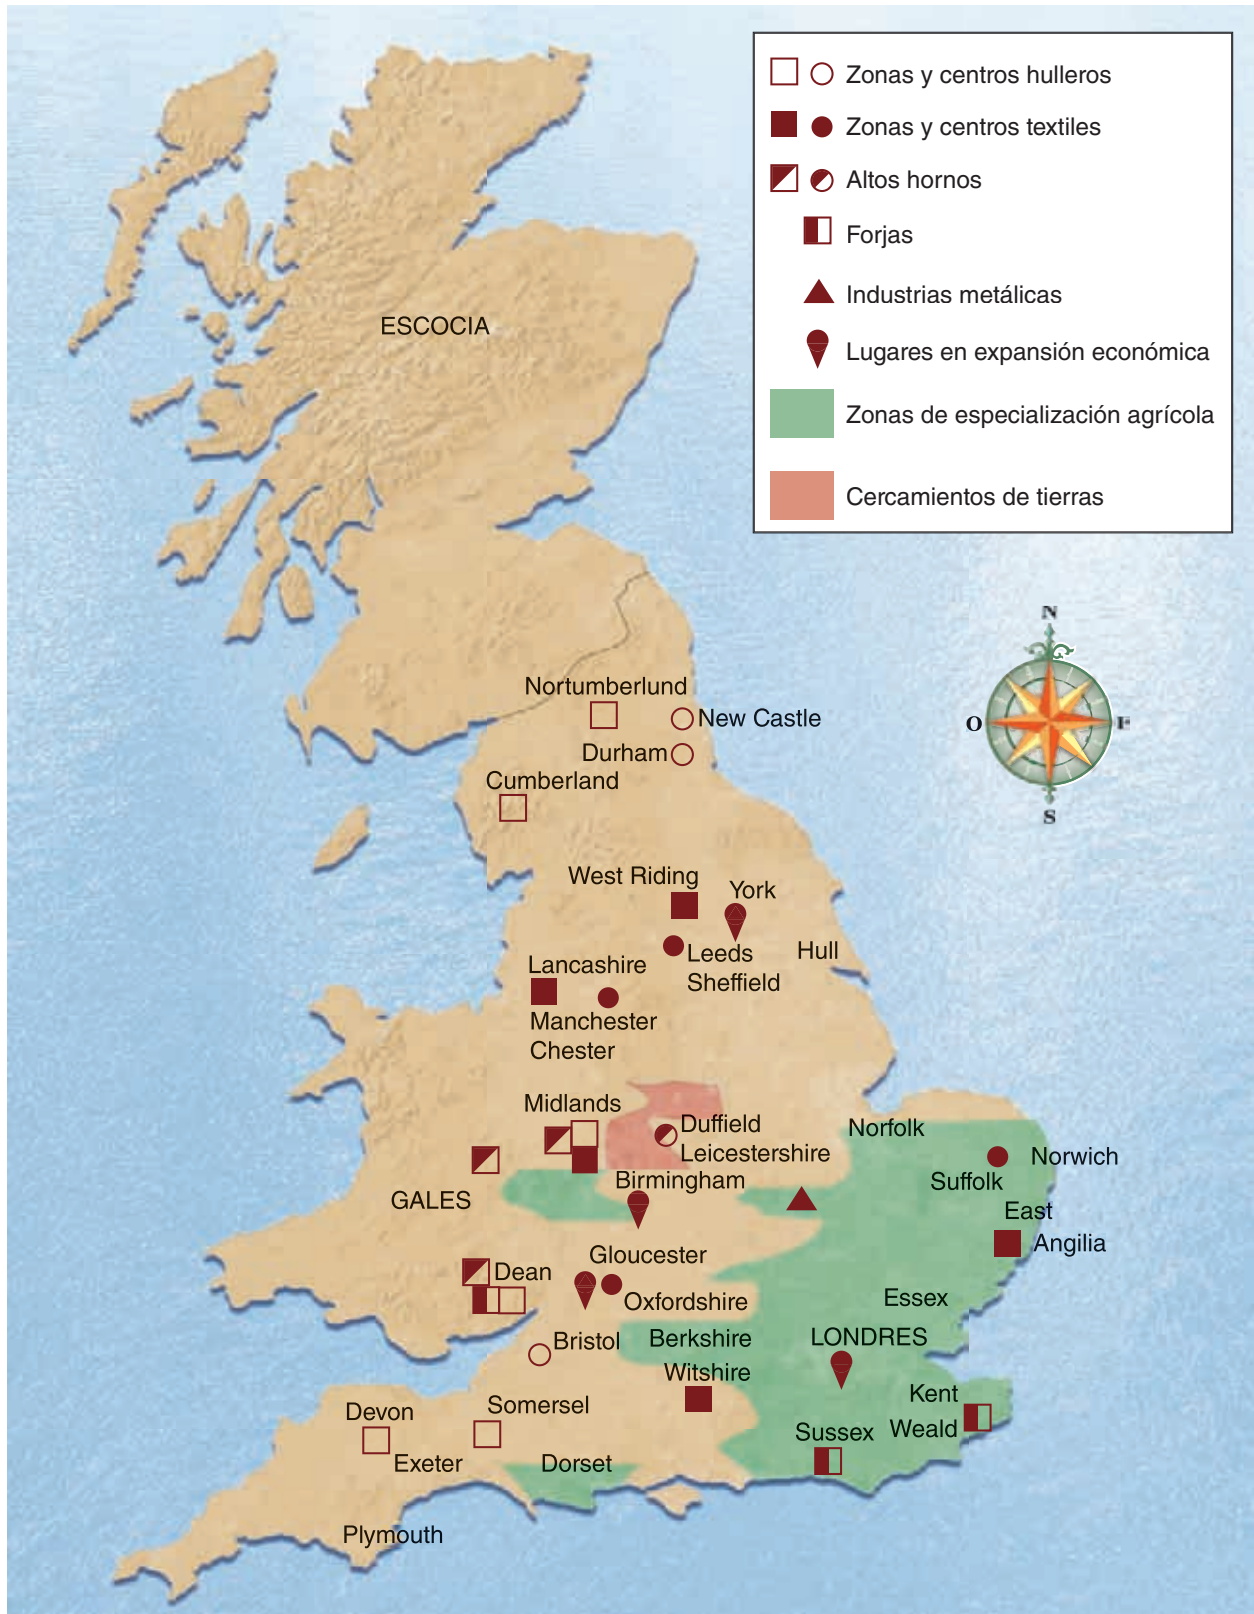 Zonas y centros hulleros
Zonas y centros textiles
Altos hornos
Forjas
Industrias metálicas
Lugares en expansión económica
Zonas de especialización agrícola
Cercamientos de tierras
ESCOCIA
N
O
E
S
Nortumberlund
New Castle
Durham
Cumberland
West Riding
York
Leeds
Sheffield
Hull
Lancashire
Manchester
Chester
Midlands
Duffield
Leicestershire
Norfolk
Norwich
Suffolk
Birmingham
GALES
East
Angilia
Gloucester
Dean
Oxfordshire
Essex
Bristol
Berkshire
LONDRES
Witshire
Kent
Weald
Devon
Somersel
Sussex
Exeter
Dorset
Plymouth